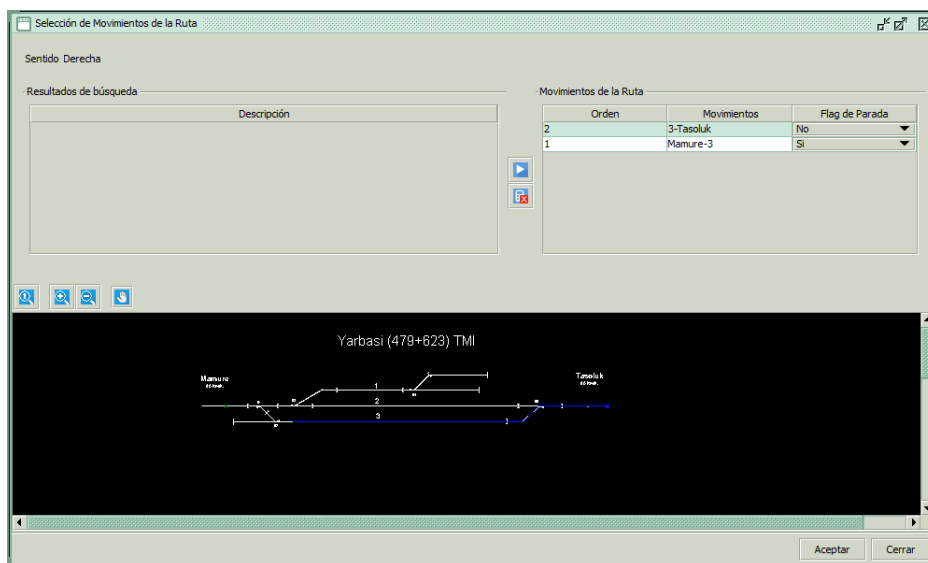 Selección de Movimientos de la Ruta
Sentido Derecha
Resultados de búsqueda
Descripción
Movimientos de la Ruta
Orden Movimientos Flag de Parada
2 3-Tasoluk No
1 Mamure-3 Si
Yarbasi (479+623) TMI
Mamure
Tasoluk
1
2
3
Aceptar Cerrar